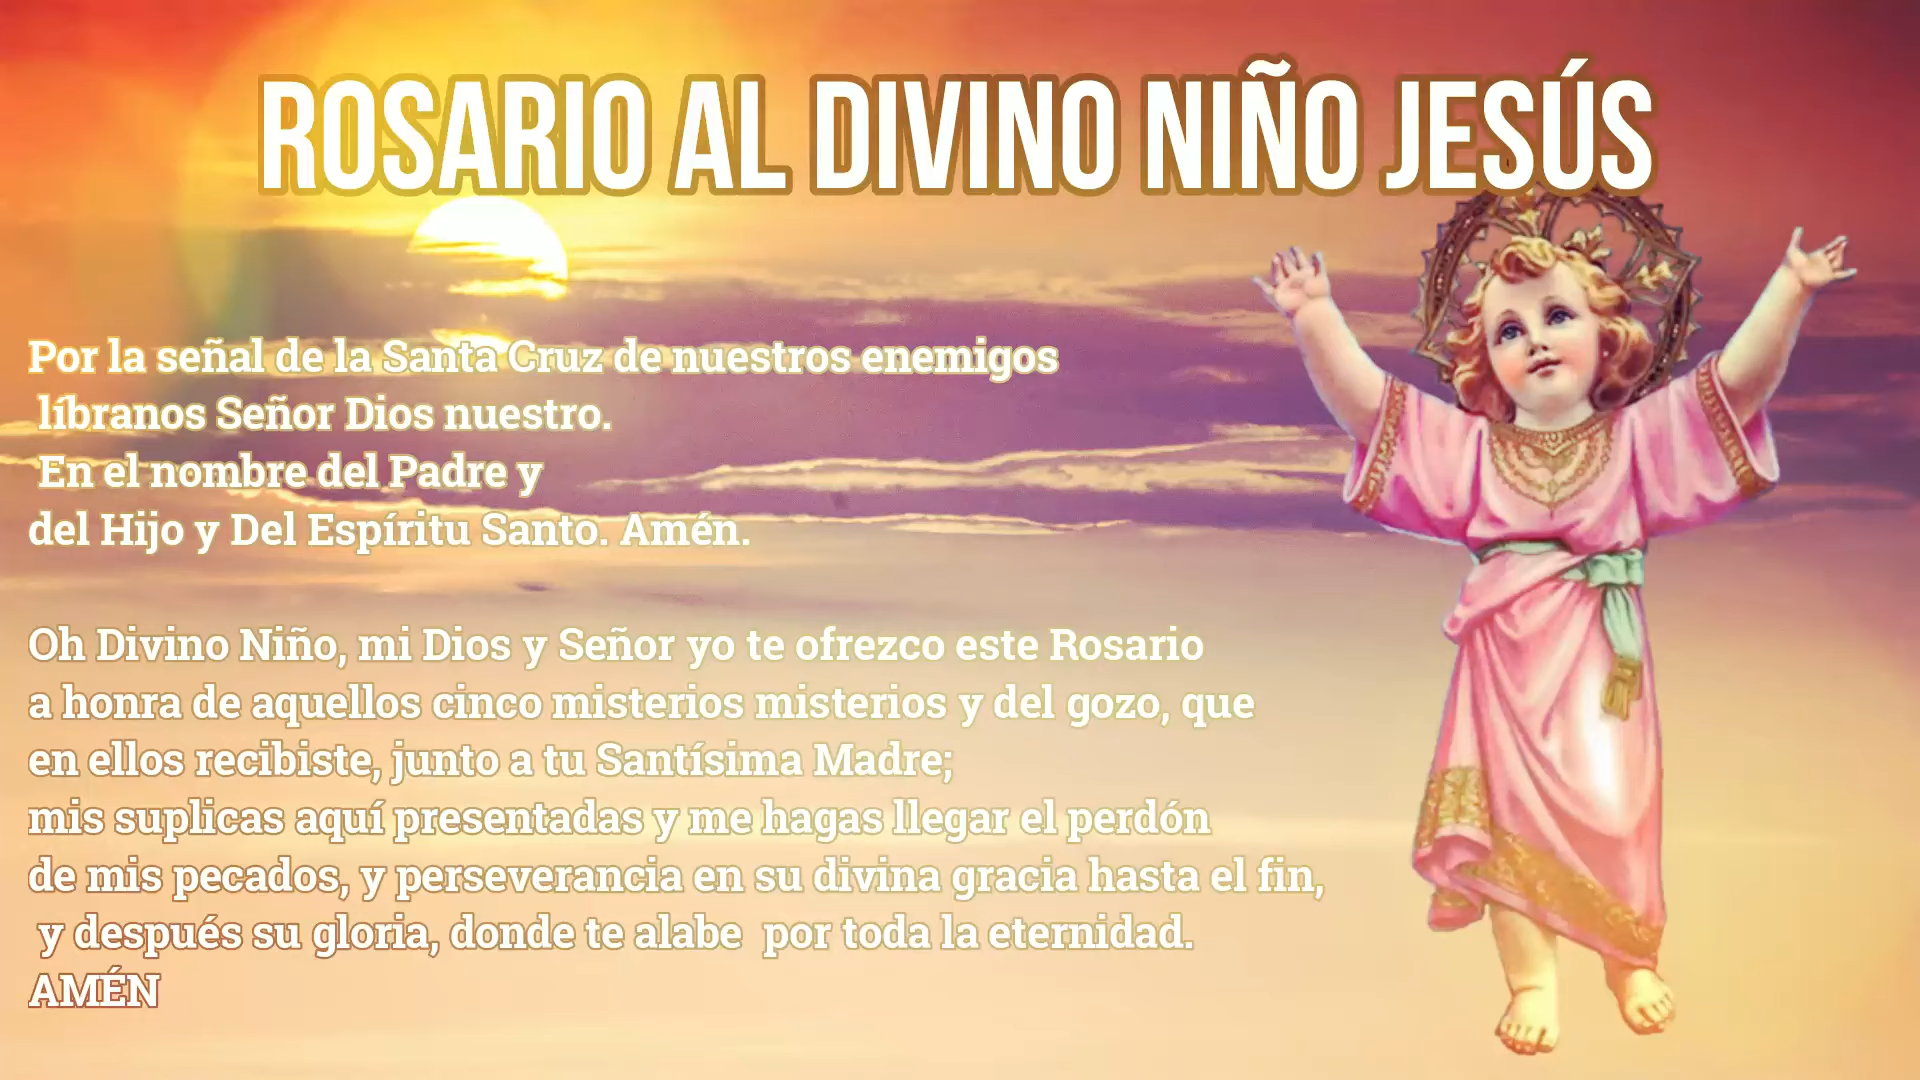 ROSARIO AL DIVINO NIÑO JESÚS
Por la señal de la Santa Cruz de nuestros enemigos
líbranos Señor Dios nuestro.
En el nombre del Padre y
del Hijo y Del Espíritu Santo. Amén.
Oh Divino Niño, mi Dios y Señor yo te ofrezco este Rosario
a honra de aquellos cinco misterios misterios y del gozo, que
en ellos recibiste, junto a tu Santísima Madre;
mis suplicas aquí presentadas y me hagas llegar el perdón
de mis pecados, y perseverancia en su divina gracia hasta el fin,
y después su gloria, donde te alabe por toda la eternidad.
AMÉN